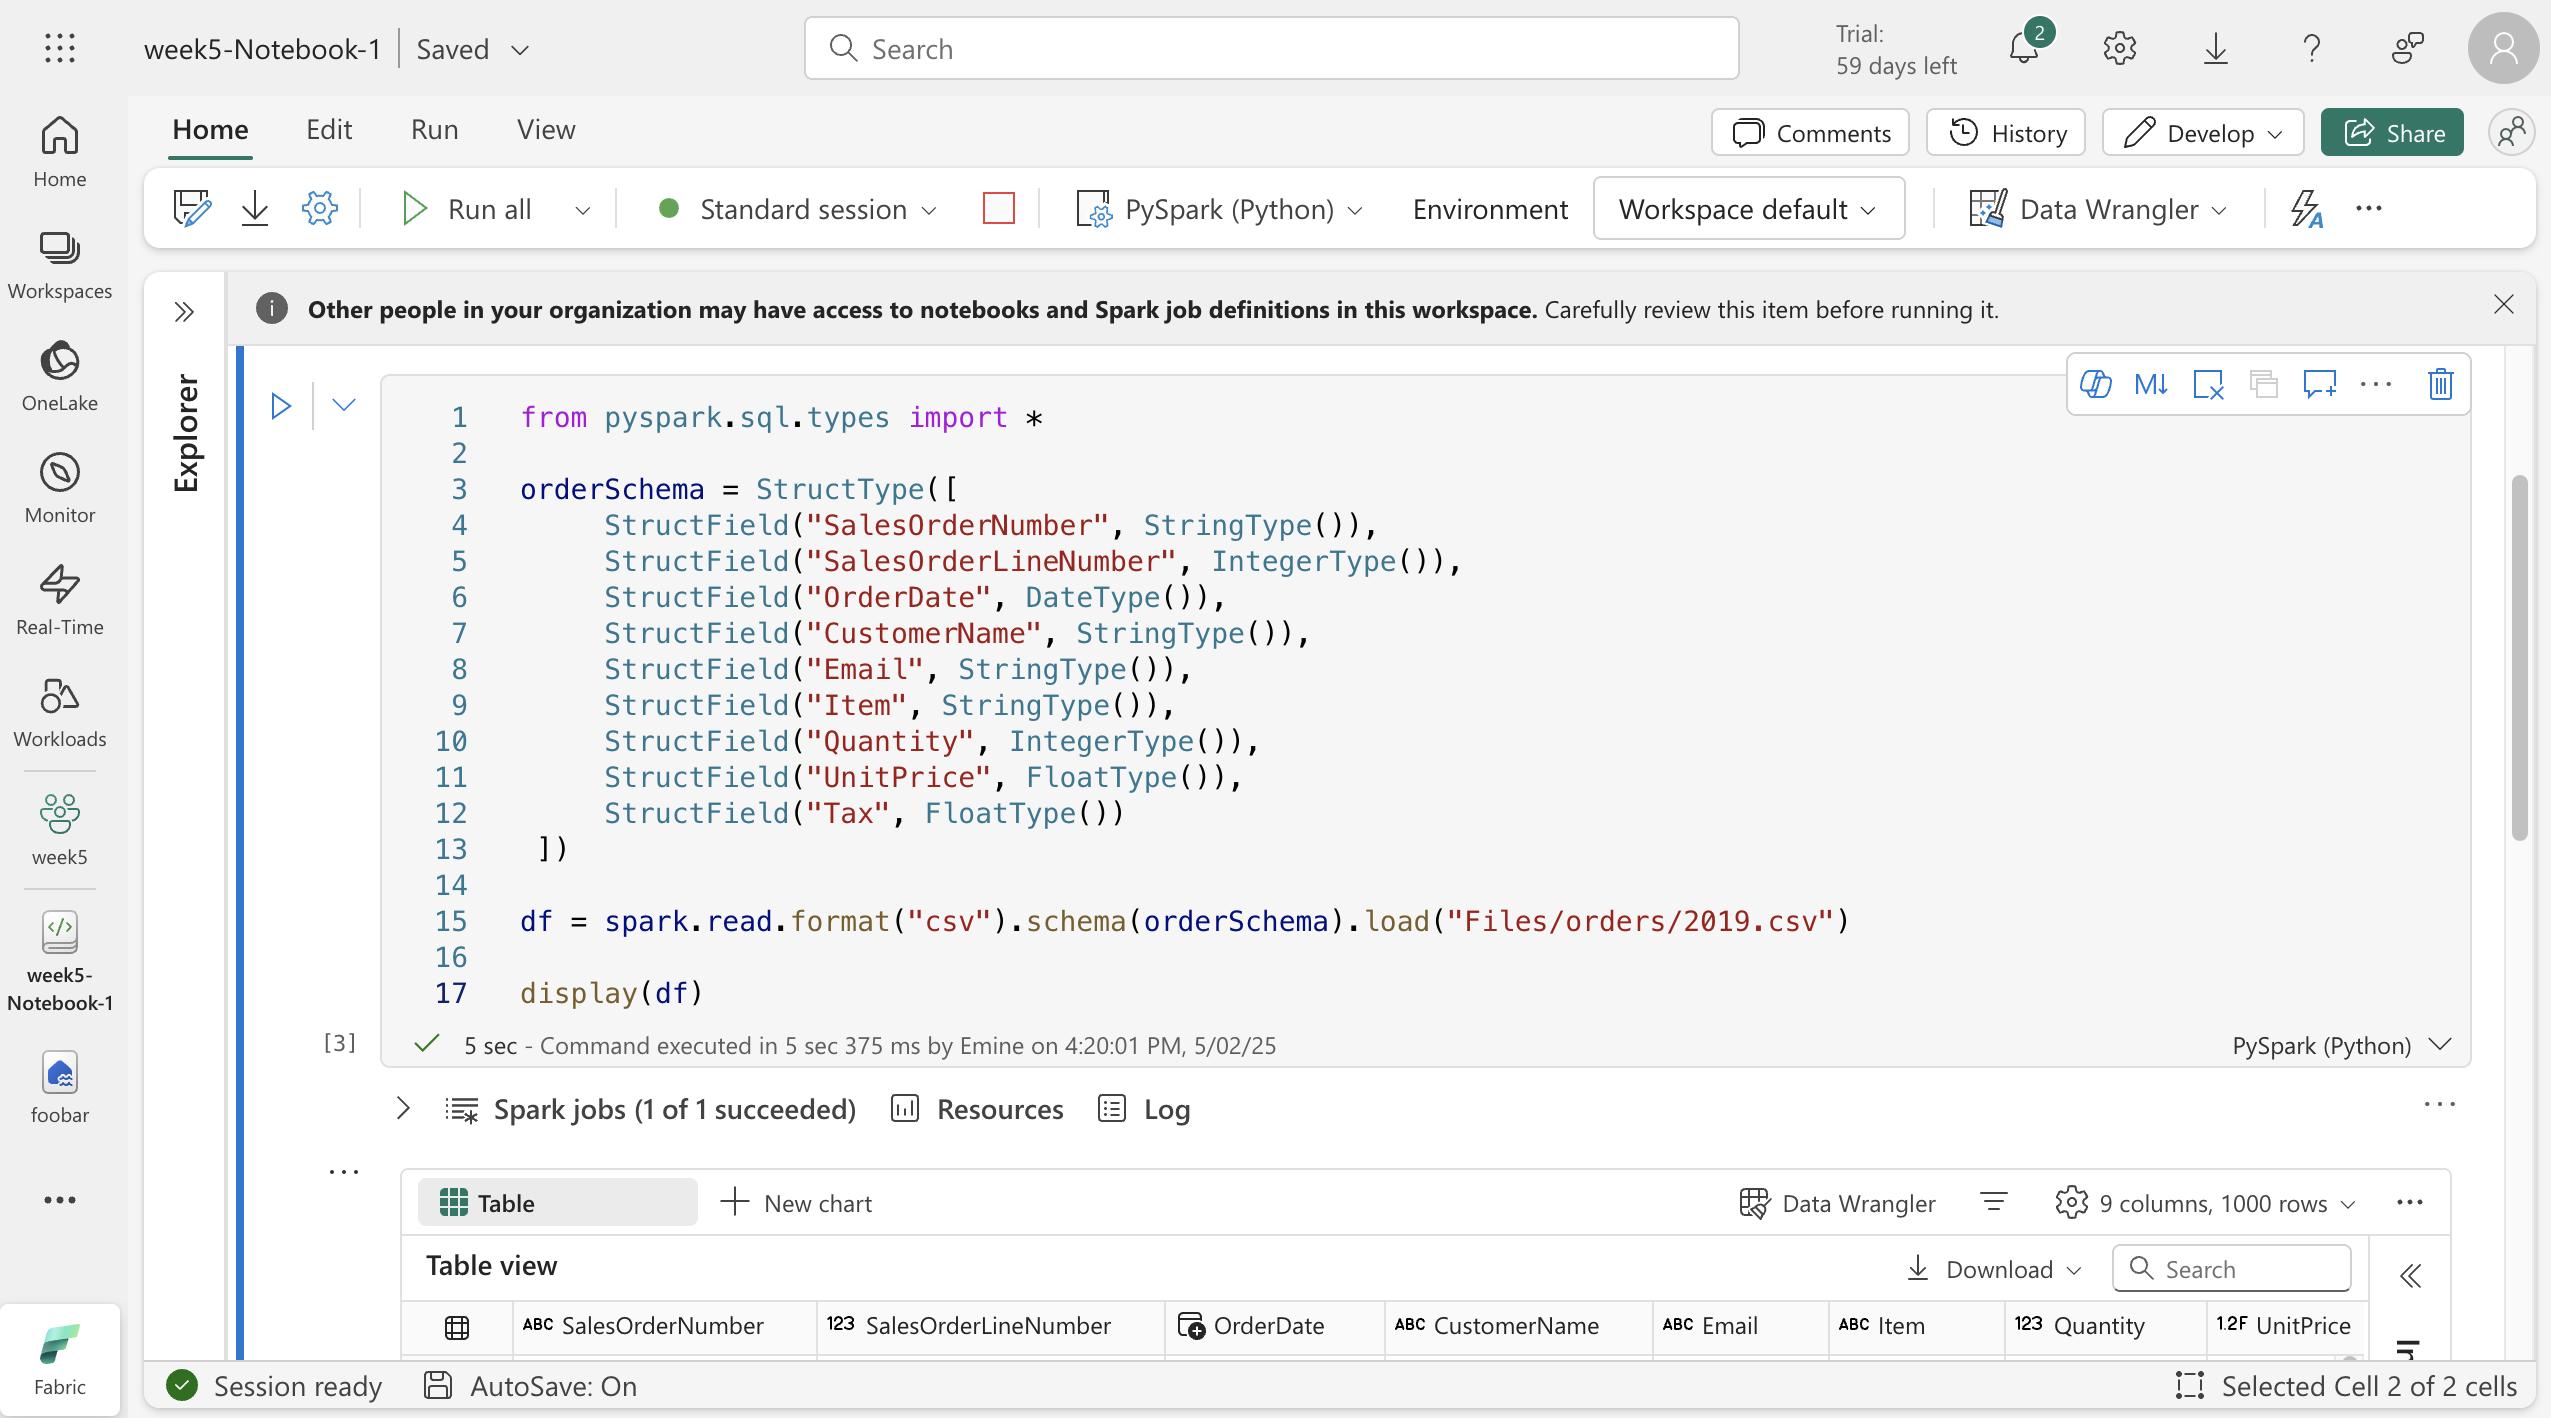 week5-Notebook-1 | Saved
Search
Trial:
59 days left
2
Home Edit Run View
Comments History Develop Share
Run all Standard session PySpark (Python) Environment Workspace default Data Wrangler
Home
Workspaces
OneLake
Monitor
Real-Time
Workloads
week5
week5-
Notebook-1
foobar
Fabric
Explorer
Other people in your organization may have access to notebooks and Spark job definitions in this workspace. Carefully review this item before running it.
1 from pyspark.sql.types import *
2
3 orderSchema = StructType([
4 StructField("SalesOrderNumber", StringType()),
5 StructField("SalesOrderLineNumber", IntegerType()),
6 StructField("OrderDate", DateType()),
7 StructField("CustomerName", StringType()),
8 StructField("Email", StringType()),
9 StructField("Item", StringType()),
10 StructField("Quantity", IntegerType()),
11 StructField("UnitPrice", FloatType()),
12 StructField("Tax", FloatType())
13 ])
14
15 df = spark.read.format("csv").schema(orderSchema).load("Files/orders/2019.csv")
16
17 display(df)
[3] 5 sec - Command executed in 5 sec 375 ms by Emine on 4:20:01 PM, 5/02/25 PySpark (Python)
Spark jobs (1 of 1 succeeded) Resources Log
Table New chart Data Wrangler 9 columns, 1000 rows
Table view Download Search
ABC SalesOrderNumber 123 SalesOrderLineNumber OrderDate ABC CustomerName ABC Email ABC Item 123 Quantity 1.2F UnitPrice
Session ready AutoSave: On Selected Cell 2 of 2 cells